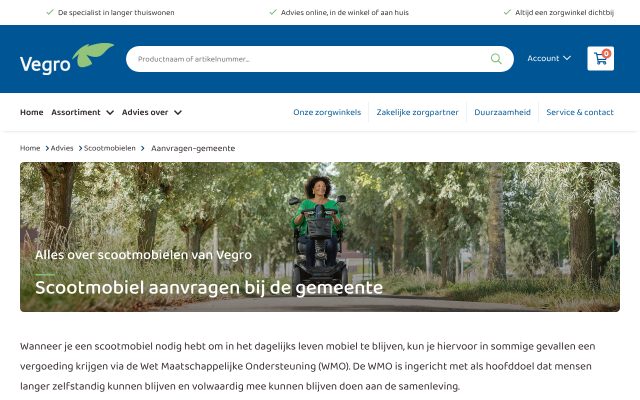 De specialist in langer thuiswonen
Advies online, in de winkel of aan huis
Altijd een zorgwinkel dichtbij
Vegro
Productnaam of artikelnummer...
Account
0
Home
Assortiment
Advies over
Onze zorgwinkels
Zakelijke zorgpartner
Duurzaamheid
Service & contact
Home > Advies > Scootmobielen > Aanvragen-gemeente
Alles over scootmobielen van Vegro
Scootmobiel aanvragen bij de gemeente
Wanneer je een scootmobiel nodig hebt om in het dagelijks leven mobiel te blijven, kun je hiervoor in sommige gevallen een
vergoeding krijgen via de Wet Maatschappelijke Ondersteuning (WMO). De WMO is ingericht met als hoofddoel dat mensen
langer zelfstandig kunnen blijven en volwaardig mee kunnen blijven doen aan de samenleving.